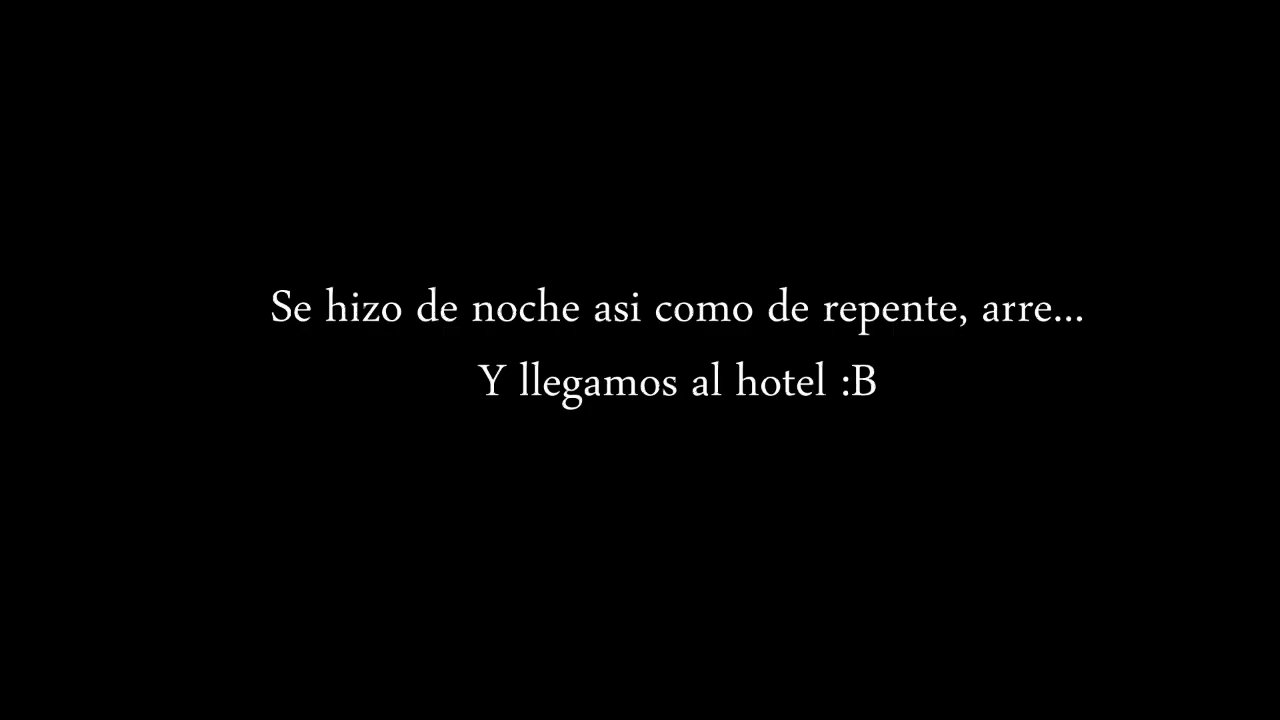 Se hizo de noche asi como de repente, arre...
Y llegamos al hotel :B